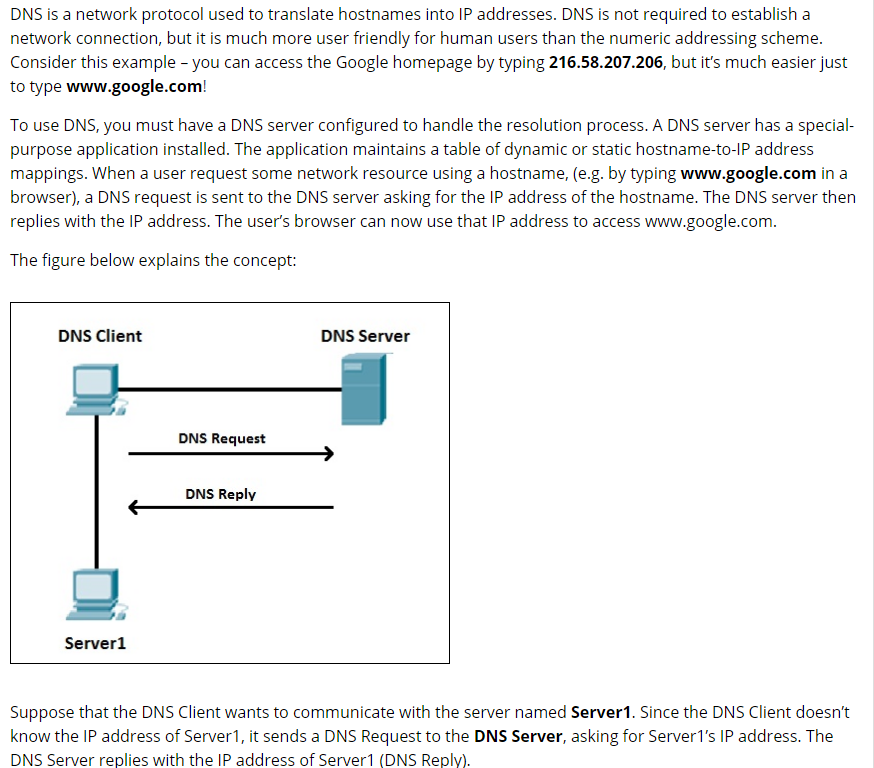 DNS is a network protocol used to translate hostnames into IP addresses. DNS is not required to establish a
network connection, but it is much more user friendly for human users than the numeric addressing scheme.
Consider this example – you can access the Google homepage by typing 216.58.207.206, but it's much easier just
to type www.google.com!
To use DNS, you must have a DNS server configured to handle the resolution process. A DNS server has a special-
purpose application installed. The application maintains a table of dynamic or static hostname-to-IP address
mappings. When a user request some network resource using a hostname, (e.g. by typing www.google.com in a
browser), a DNS request is sent to the DNS server asking for the IP address of the hostname. The DNS server then
replies with the IP address. The user's browser can now use that IP address to access www.google.com.
The figure below explains the concept:
DNS Client
DNS Server
DNS Request
DNS Reply
Server1
Suppose that the DNS Client wants to communicate with the server named Server1. Since the DNS Client doesn't
know the IP address of Server1, it sends a DNS Request to the DNS Server, asking for Server1's IP address. The
DNS Server replies with the IP address of Server1 (DNS Reply).